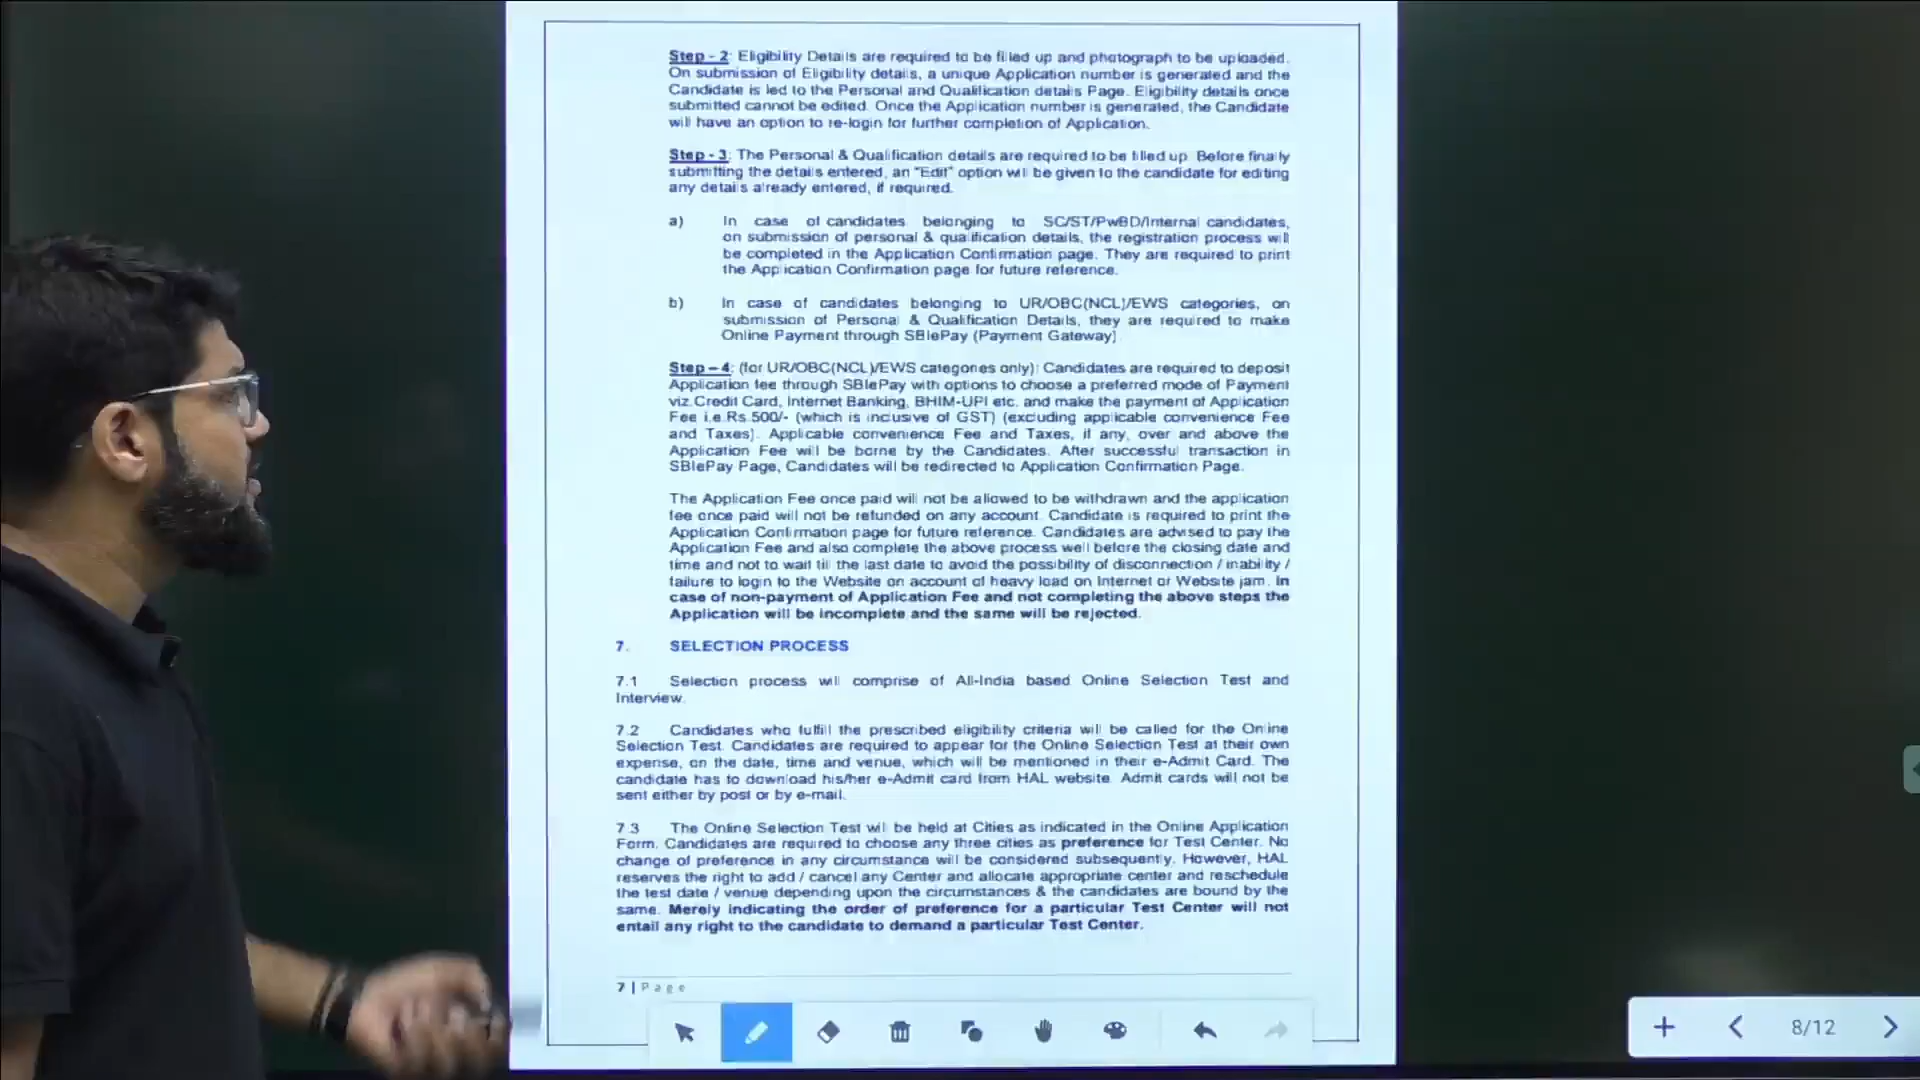 Step - 2: Eligibility Details are required to be filled up and photograph to be uploaded.
On submission of Eligibility details, a unique Application number is generated and the
Candidate is led to the Personal and Qualification details Page. Eligibility details once
submitted cannot be edited. Once the Application number is generated, the Candidate
will have an option to re-login for further completion of Application.
Step - 3: The Personal & Qualification details are required to be filled up. Before finally
submitting the details entered, an "Edit" option will be given to the candidate for editing
any details already entered, if required.
a) In case of candidates belonging to SC/ST/PwBD/Internal candidates,
on submission of personal & qualification details, the registration process will
be completed in the Application Confirmation page. They are required to print
the Application Confirmation page for future reference.
b) In case of candidates belonging to UR/OBC(NCL)/EWS categories, on
submission of Personal & Qualification Details, they are required to make
Online Payment through SBIePay (Payment Gateway)
Step – 4: (for UR/OBC(NCL)/EWS categories only): Candidates are required to deposit
Application fee through SBIePay with options to choose a preferred mode of Payment
viz.Credit Card, Internet Banking, BHIM-UPI etc. and make the payment of Application
Fee i.e.Rs.500/- (which is inclusive of GST) (excluding applicable convenience Fee
and Taxes). Applicable convenience Fee and Taxes, if any, over and above the
Application Fee will be borne by the Candidates. After successful transaction in
SBIePay Page, Candidates will be redirected to Application Confirmation Page.
The Application Fee once paid will not be allowed to be withdrawn and the application
fee once paid will not be refunded on any account. Candidate is required to print the
Application Confirmation page for future reference. Candidates are advised to pay the
Application Fee and also complete the above process well before the closing date and
time and not to wait till the last date to avoid the possibility of disconnection / inability /
failure to login to the Website on account of heavy load on Internet or Website jam. In
case of non-payment of Application Fee and not completing the above steps the
Application will be incomplete and the same will be rejected.
7. SELECTION PROCESS
7.1 Selection process will comprise of All-India based Online Selection Test and
Interview.
7.2 Candidates who fulfill the prescribed eligibility criteria will be called for the Online
Selection Test. Candidates are required to appear for the Online Selection Test at their own
expense, on the date, time and venue, which will be mentioned in their e-Admit Card. The
candidate has to download his/her e-Admit card from HAL website. Admit cards will not be
sent either by post or by e-mail.
7.3 The Online Selection Test will be held at Cities as indicated in the Online Application
Form. Candidates are required to choose any three cities as preference for Test Center. No
change of preference in any circumstance will be considered subsequently. However, HAL
reserves the right to add / cancel any Center and allocate appropriate center and reschedule
the test date / venue depending upon the circumstances & the candidates are bound by the
same. Merely indicating the order of preference for a particular Test Center will not
entail any right to the candidate to demand a particular Test Center.
7 | Page
8/12